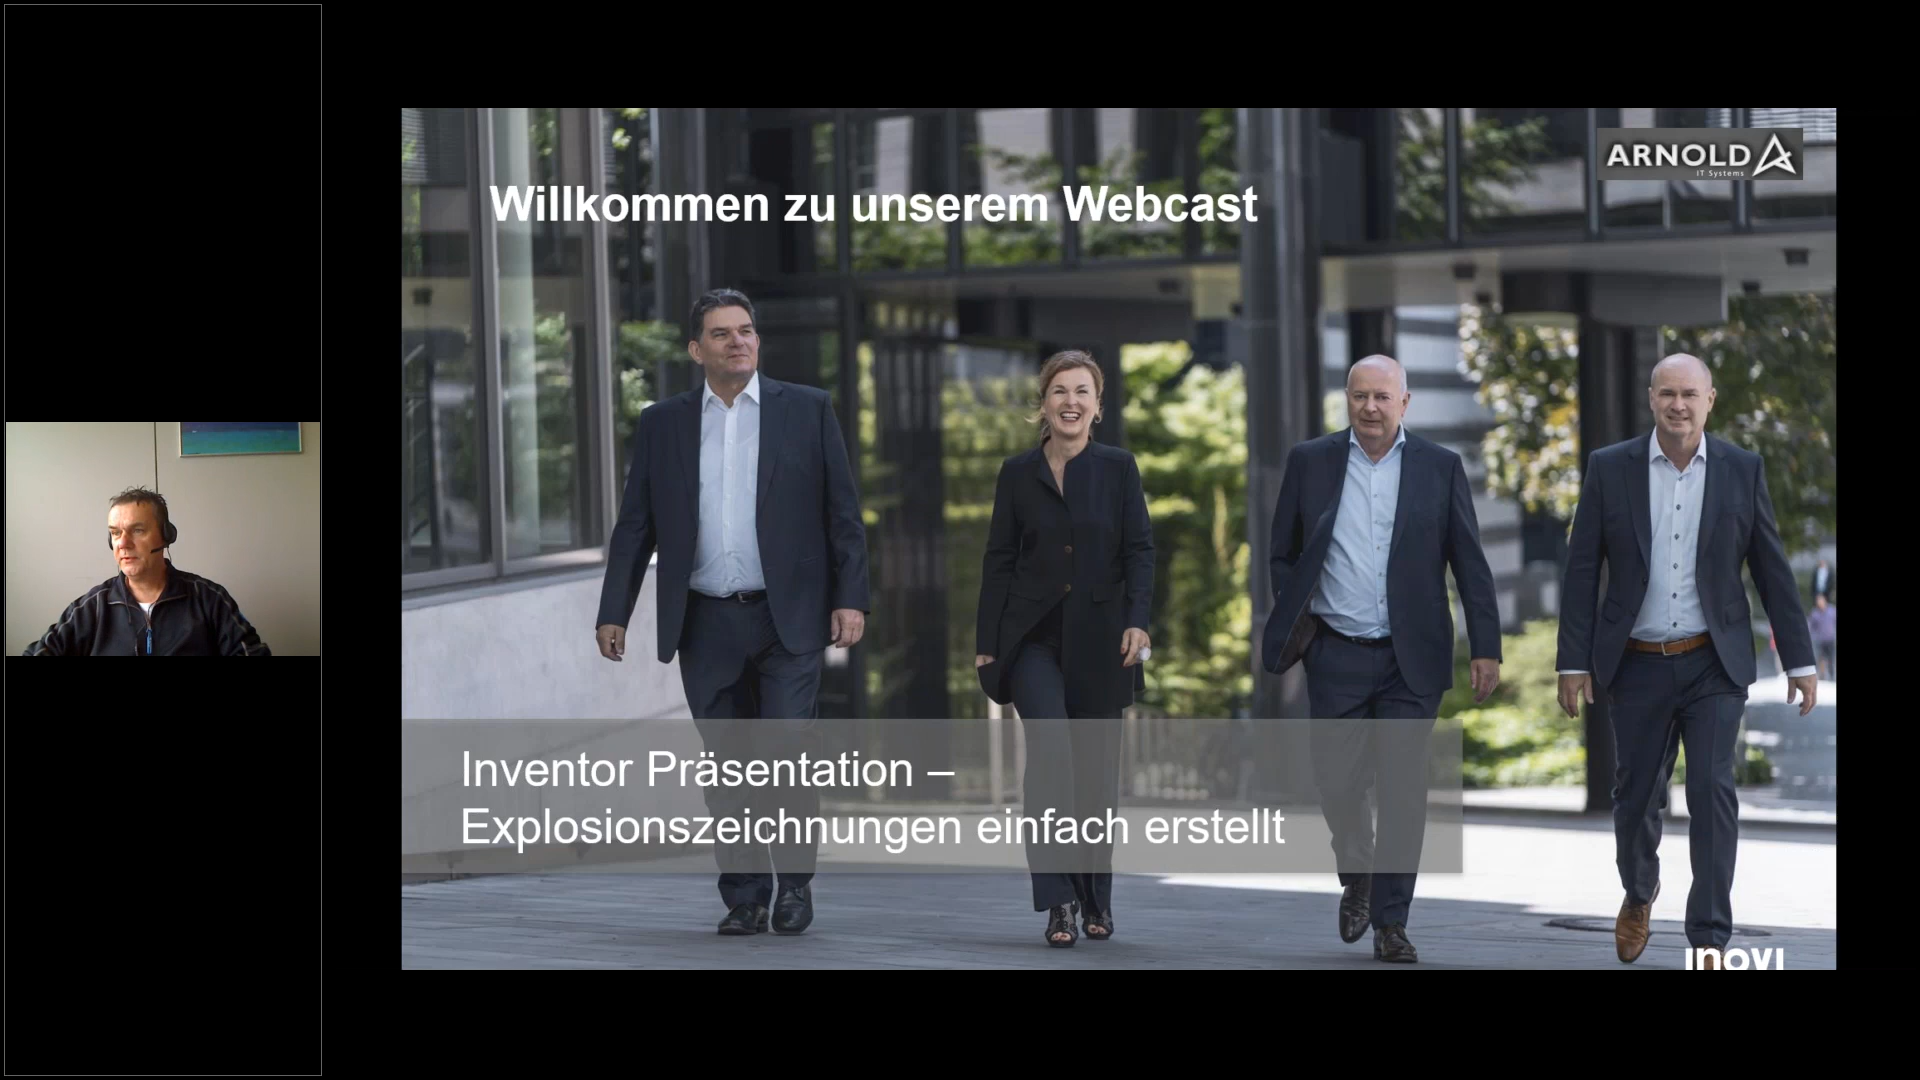 ARNOLD
IT Systems
Willkommen zu unserem Webcast
Inventor Präsentation –
Explosionszeichnungen einfach erstellt
inovi